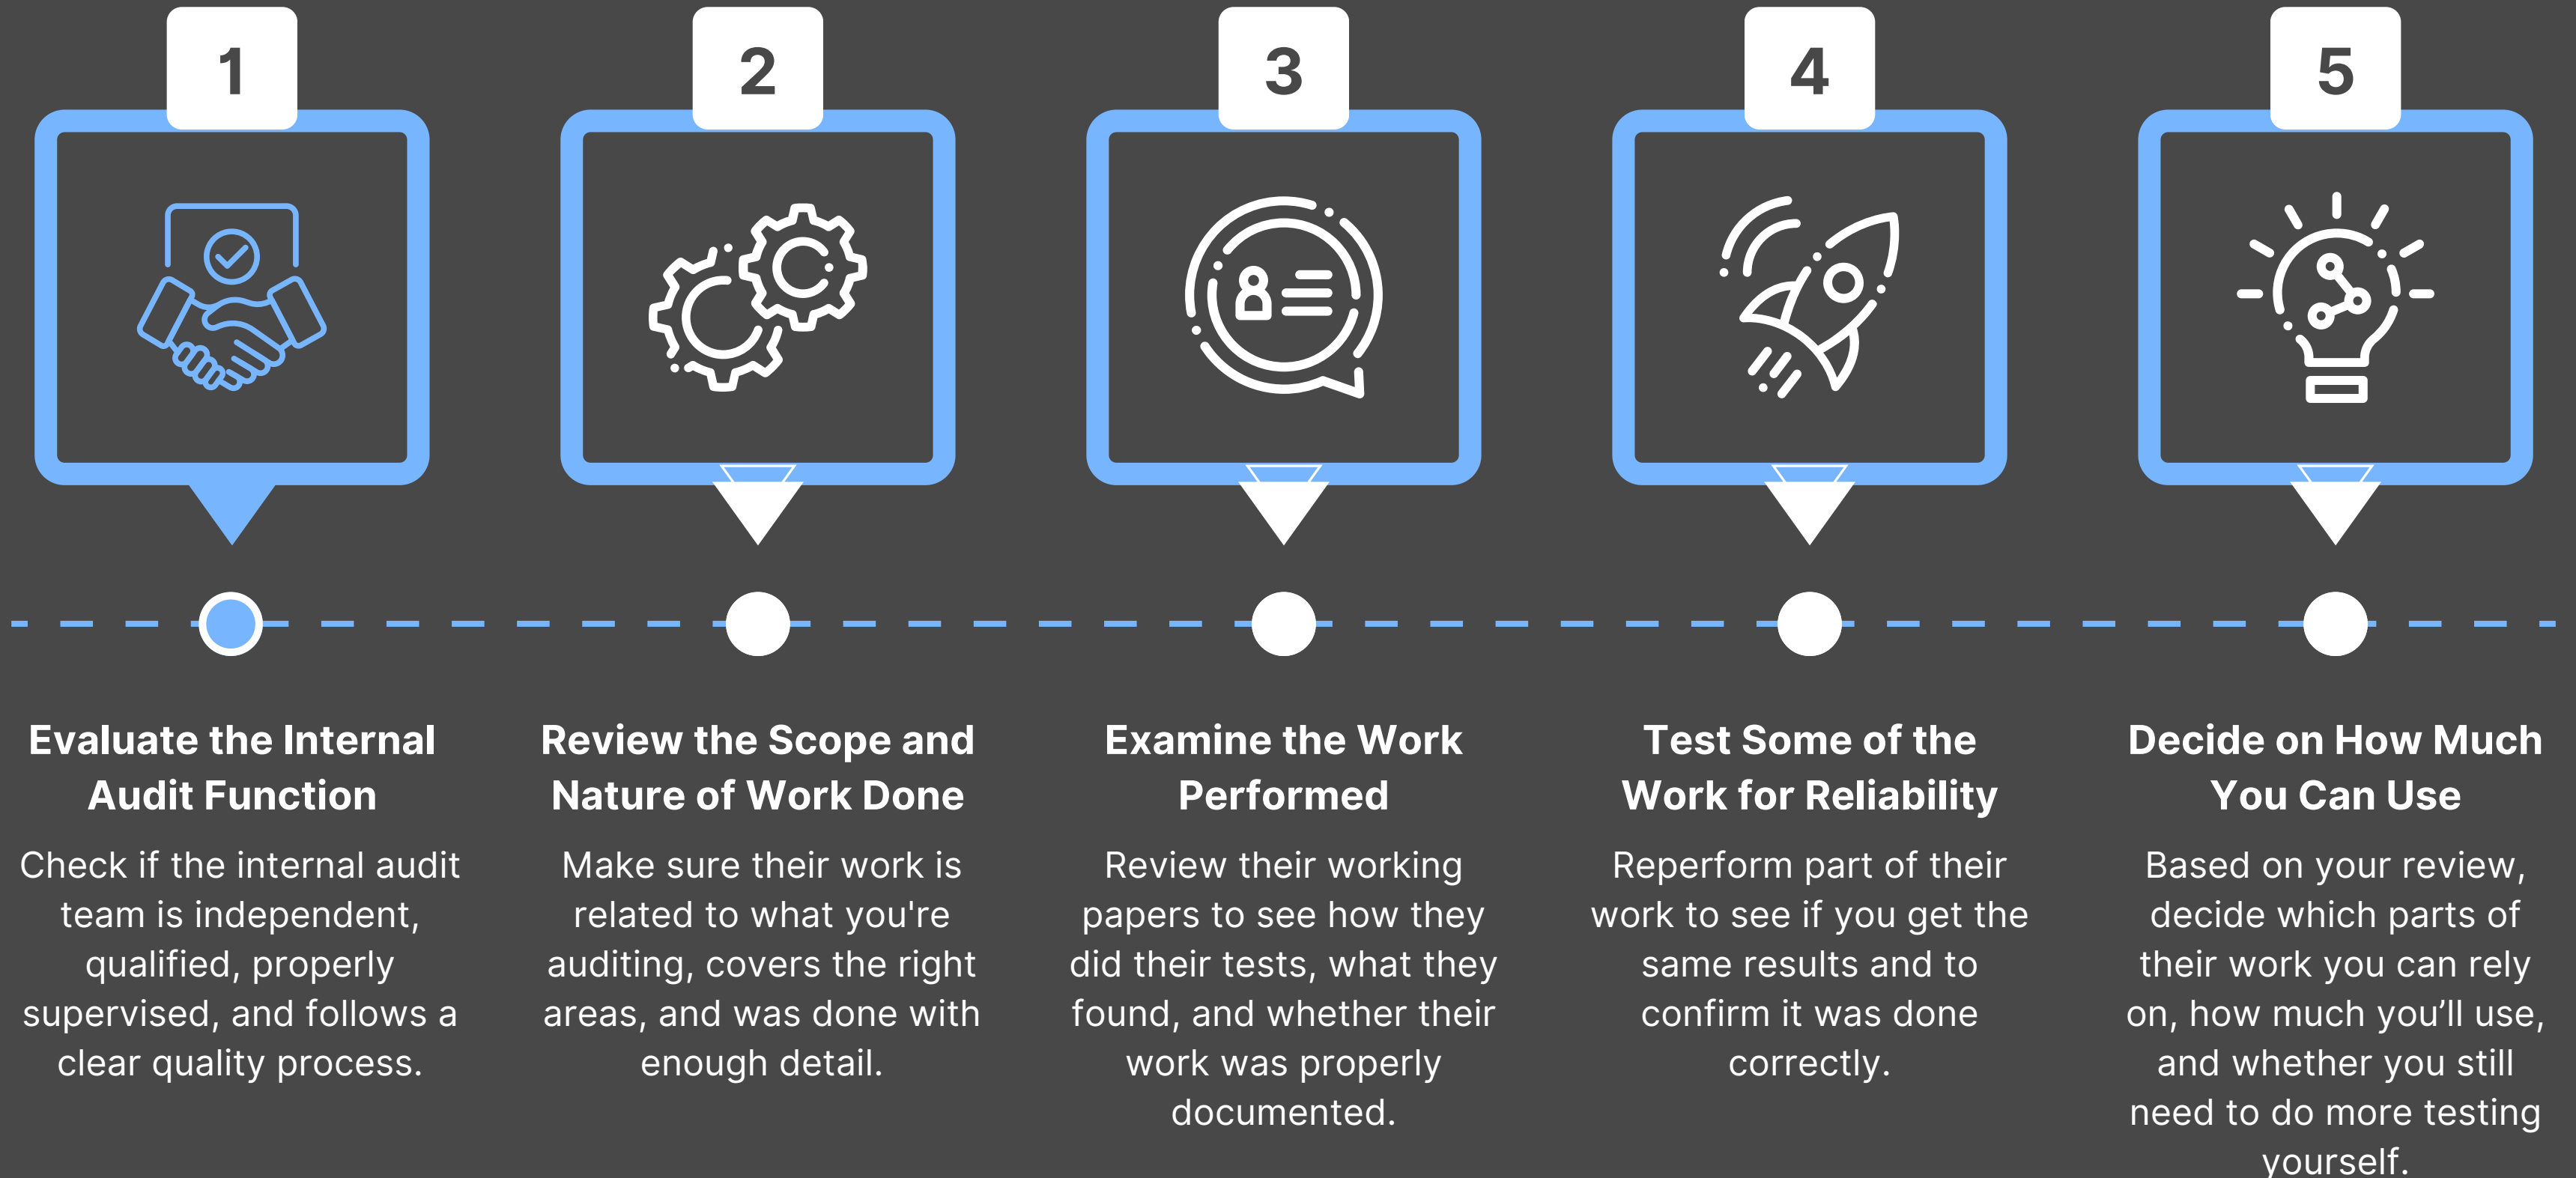 1
Evaluate the Internal
Audit Function
Check if the internal audit
team is independent,
qualified, properly
supervised, and follows a
clear quality process.
2
Review the Scope and
Nature of Work Done
Make sure their work is
related to what you're
auditing, covers the right
areas, and was done with
enough detail.
3
Examine the Work
Performed
Review their working
papers to see how they
did their tests, what they
found, and whether their
work was properly
documented.
4
Test Some of the
Work for Reliability
Reperform part of their
work to see if you get the
same results and to
confirm it was done
correctly.
5
Decide on How Much
You Can Use
Based on your review,
decide which parts of
their work you can rely
on, how much you’ll use,
and whether you still
need to do more testing
yourself.